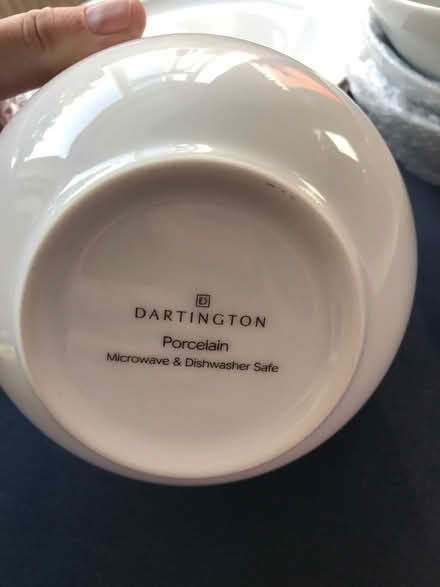 D
DARTINGTON
Porcelain
Microwave & Dishwasher Safe